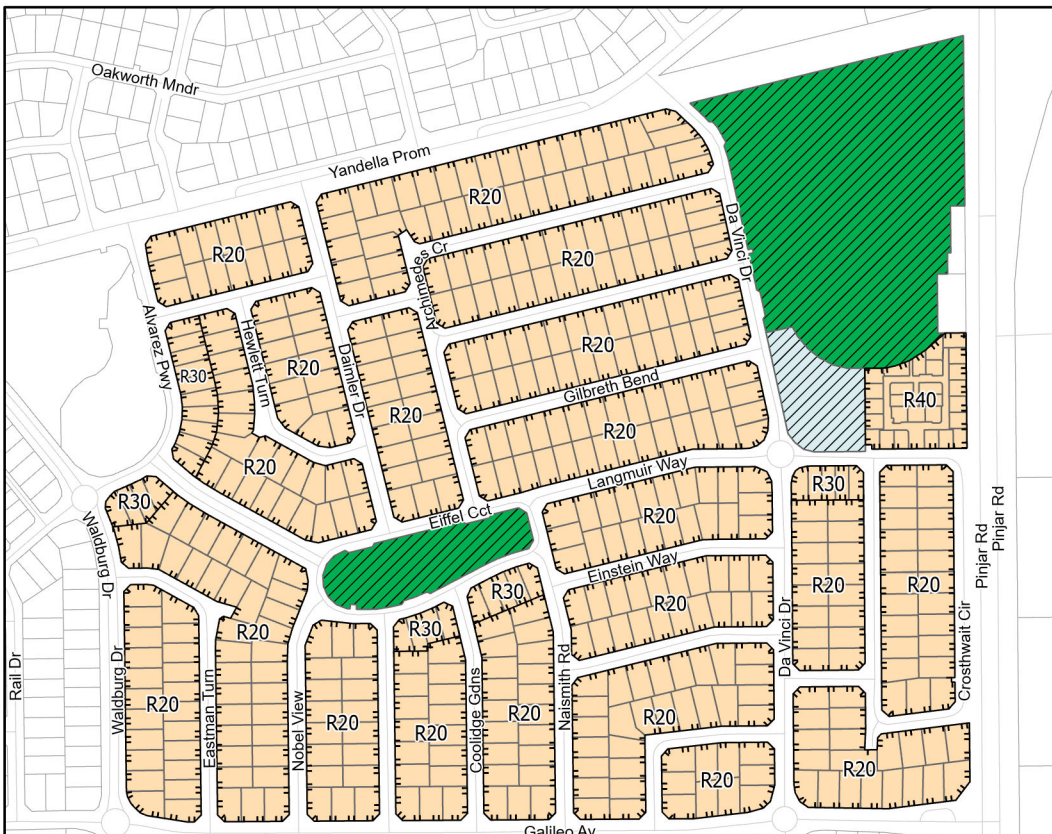 Oakworth Mndr
Yandella Prom
R20
R20
Archimedes Cr
R20
Da Vinci Dr
Alvarez Pwy
R30
Hewlett Turn
R20
Daimler Dr
R20
R20
Gilbreth Bend
R20
R40
R20
Langmuir Way
Eiffel Cct
R30
R20
R30
Waldburg Dr
Einstein Way
R20
R30
R20
R20
R30
R20
Pinjar Rd
Pinjar Rd
Rail Dr
Waldburg Dr
R20
Eastman Turn
Nobel View
R20
R20
Coolidge Gdns
R20
Naismith Rd
R20
Da Vinci Dr
Crosthwait Cir
R20
R20
Galileo Av